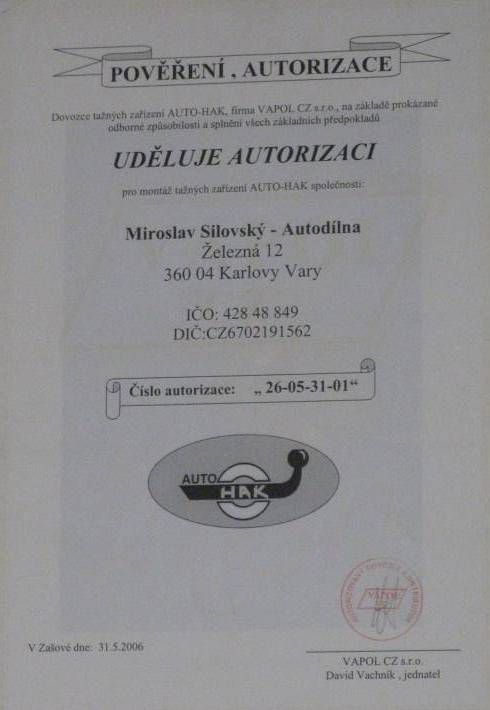 POVĚŘENÍ , AUTORIZACE
Dovozce tažných zařízení AUTO-HAK, firma VAPOL CZ s.r.o., na základě prokázané
odborné způsobilosti a splnění všech základních předpokladů
UDĚLUJE AUTORIZACI
pro montáž tažných zařízení AUTO-HAK společnosti:
Miroslav Silovský - Autodílna
Železná 12
360 04 Karlovy Vary
IČO: 428 48 849
DIČ:CZ6702191562
Číslo autorizace: „ 26-05-31-01“
AUTO
HAK
VAPOL
V Zašové dne: 31.5.2006
VAPOL CZ s.r.o.
David Vachník , jednatel